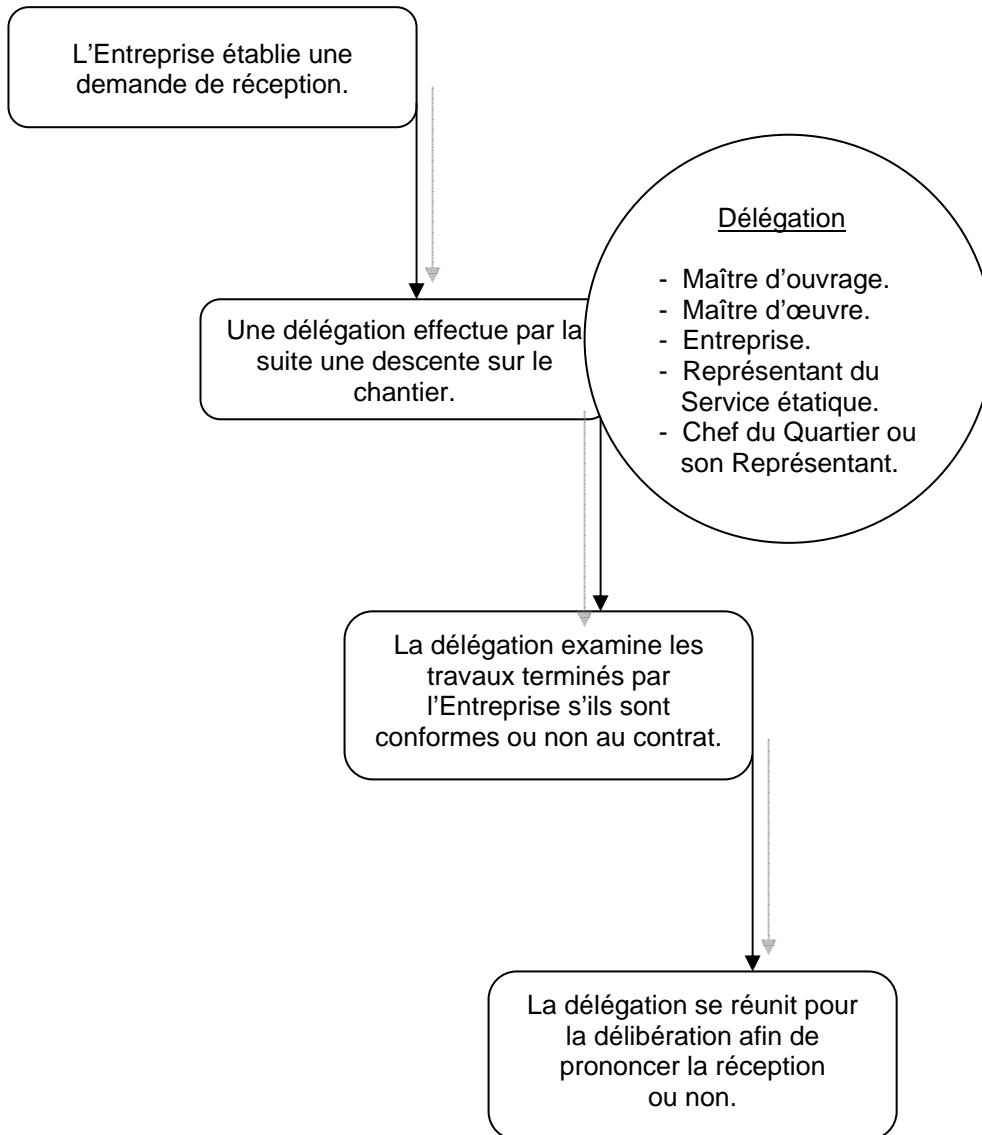 L’Entreprise établie une
demande de réception.
Délégation
- Maître d’ouvrage.
- Maître d’œuvre.
- Entreprise.
- Représentant du
Service étatique.
- Chef du Quartier ou
son Représentant.
Une délégation effectue par la
suite une descente sur le
chantier.
La délégation examine les
travaux terminés par
l’Entreprise s’ils sont
conformes ou non au contrat.
La délégation se réunit pour
la délibération afin de
prononcer la réception
ou non.